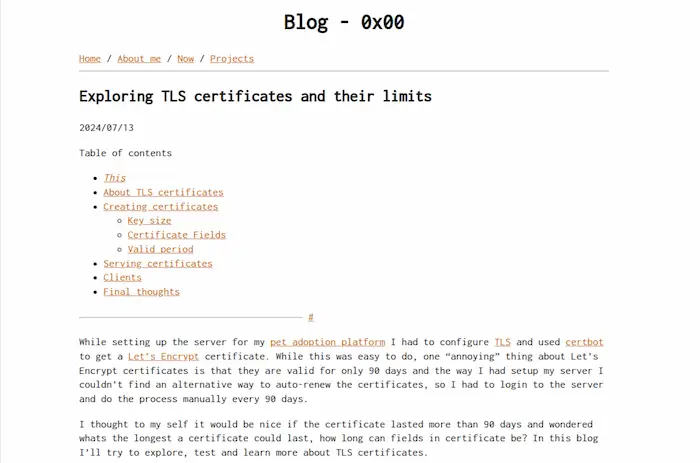 Blog - 0x00
Home / About me / Now / Projects
Exploring TLS certificates and their limits
2024/07/13
Table of contents
This
About TLS certificates
Creating certificates
Key size
Certificate Fields
Valid period
Serving certificates
Clients
Final thoughts
#
While setting up the server for my pet adoption platform I had to configure TLS and used certbot
to get a Let's Encrypt certificate. While this was easy to do, one “annoying” thing about Let's
Encrypt certificates is that they are valid for only 90 days and the way I had setup my server I
couldn't find an alternative way to auto-renew the certificates, so I had to login to the server
and do the process manually every 90 days.
I thought to my self it would be nice if the certificate lasted more than 90 days and wondered
whats the longest a certificate could last, how long can fields in certificate be? In this blog
I'll try to explore, test and learn more about TLS certificates.